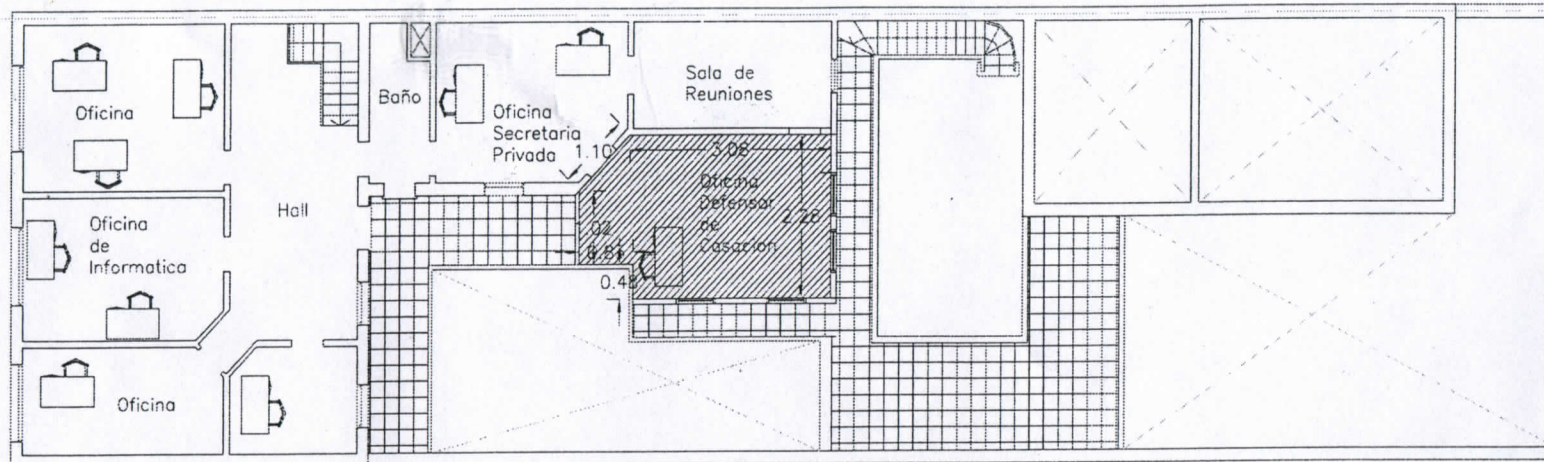 Oficina
Baño
Oficina
Secretaria
Privada
Sala de
Reuniones
1.10
3.08
Oficina
Defensor
de
Casacion
2.28
0.48
Hall
Oficina
de
Informatica
Oficina